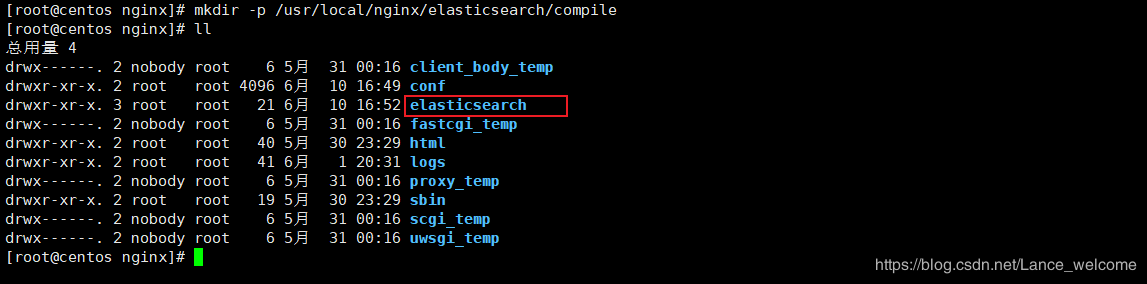 [root@centos nginx]# mkdir -p /usr/local/nginx/elasticsearch/compile
[root@centos nginx]# ll
总用量 4
drwx------. 2 nobody root    6 5月  31 00:16 client_body_temp
drwxr-xr-x. 2 root   root 4096 6月  10 16:49 conf
drwxr-xr-x. 3 root   root   21 6月  10 16:52 elasticsearch
drwx------. 2 nobody root    6 5月  31 00:16 fastcgi_temp
drwxr-xr-x. 2 root   root   40 5月  30 23:29 html
drwxr-xr-x. 2 root   root   41 6月   1 20:31 logs
drwx------. 2 nobody root    6 5月  31 00:16 proxy_temp
drwxr-xr-x. 2 root   root   19 5月  30 23:29 sbin
drwx------. 2 nobody root    6 5月  31 00:16 scgi_temp
drwx------. 2 nobody root    6 5月  31 00:16 uwsgi_temp
[root@centos nginx]#
https://blog.csdn.net/Lance_welcome